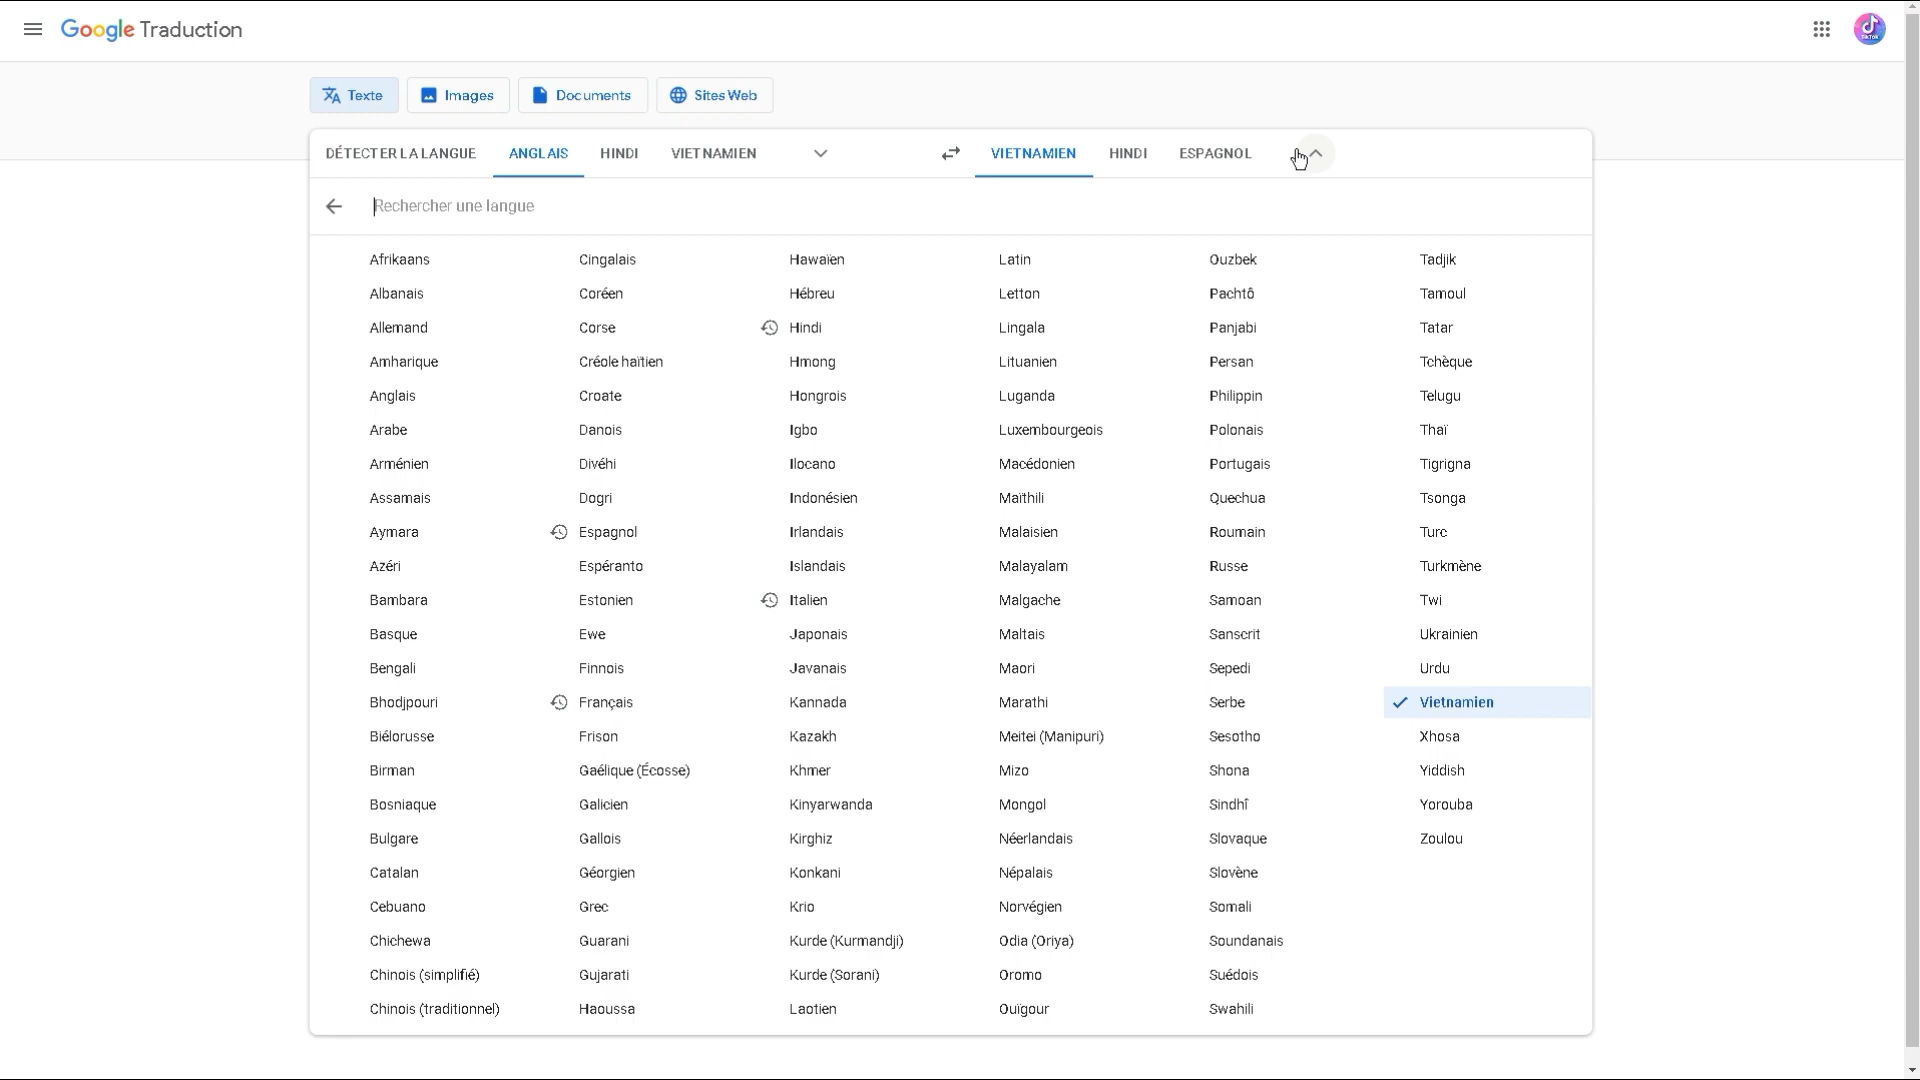 Google Traduction
Texte
Images
Documents
Sites Web
DÉTECTER LA LANGUE
ANGLAIS
HINDI
VIETNAMIEN
VIETNAMIEN
HINDI
ESPAGNOL
Rechercher une langue
Afrikaans
Albanais
Allemand
Amharique
Anglais
Arabe
Arménien
Assamais
Aymara
Azéri
Bambara
Basque
Bengali
Bhodjpouri
Biélorusse
Birman
Bosniaque
Bulgare
Catalan
Cebuano
Chichewa
Chinois (simplifié)
Chinois (traditionnel)
Cingalais
Coréen
Corse
Créole haïtien
Croate
Danois
Divéhi
Dogri
Espagnol
Espéranto
Estonien
Ewe
Finnois
Français
Frison
Gaélique (Écosse)
Galicien
Gallois
Géorgien
Grec
Guarani
Gujarati
Haoussa
Hawaïen
Hébreu
Hindi
Hmong
Hongrois
Igbo
Ilocano
Indonésien
Irlandais
Islandais
Italien
Japonais
Javanais
Kannada
Kazakh
Khmer
Kinyarwanda
Kirghiz
Konkani
Krio
Kurde (Kurmandji)
Kurde (Sorani)
Laotien
Latin
Letton
Lingala
Lituanien
Luganda
Luxembourgeois
Macédonien
Maïthili
Malaisien
Malayalam
Malgache
Maltais
Maori
Marathi
Meitei (Manipuri)
Mizo
Mongol
Néerlandais
Népalais
Norvégien
Odia (Oriya)
Oromo
Ouïgour
Ouzbek
Pachtô
Panjabi
Persan
Philippin
Polonais
Portugais
Quechua
Roumain
Russe
Samoan
Sanscrit
Sepedi
Serbe
Sesotho
Shona
Sindhî
Slovaque
Slovène
Somali
Soundanais
Suédois
Swahili
Tadjik
Tamoul
Tatar
Tchèque
Telugu
Thaï
Tigrigna
Tsonga
Turc
Turkmène
Twi
Ukrainien
Urdu
Vietnamien
Xhosa
Yiddish
Yorouba
Zoulou